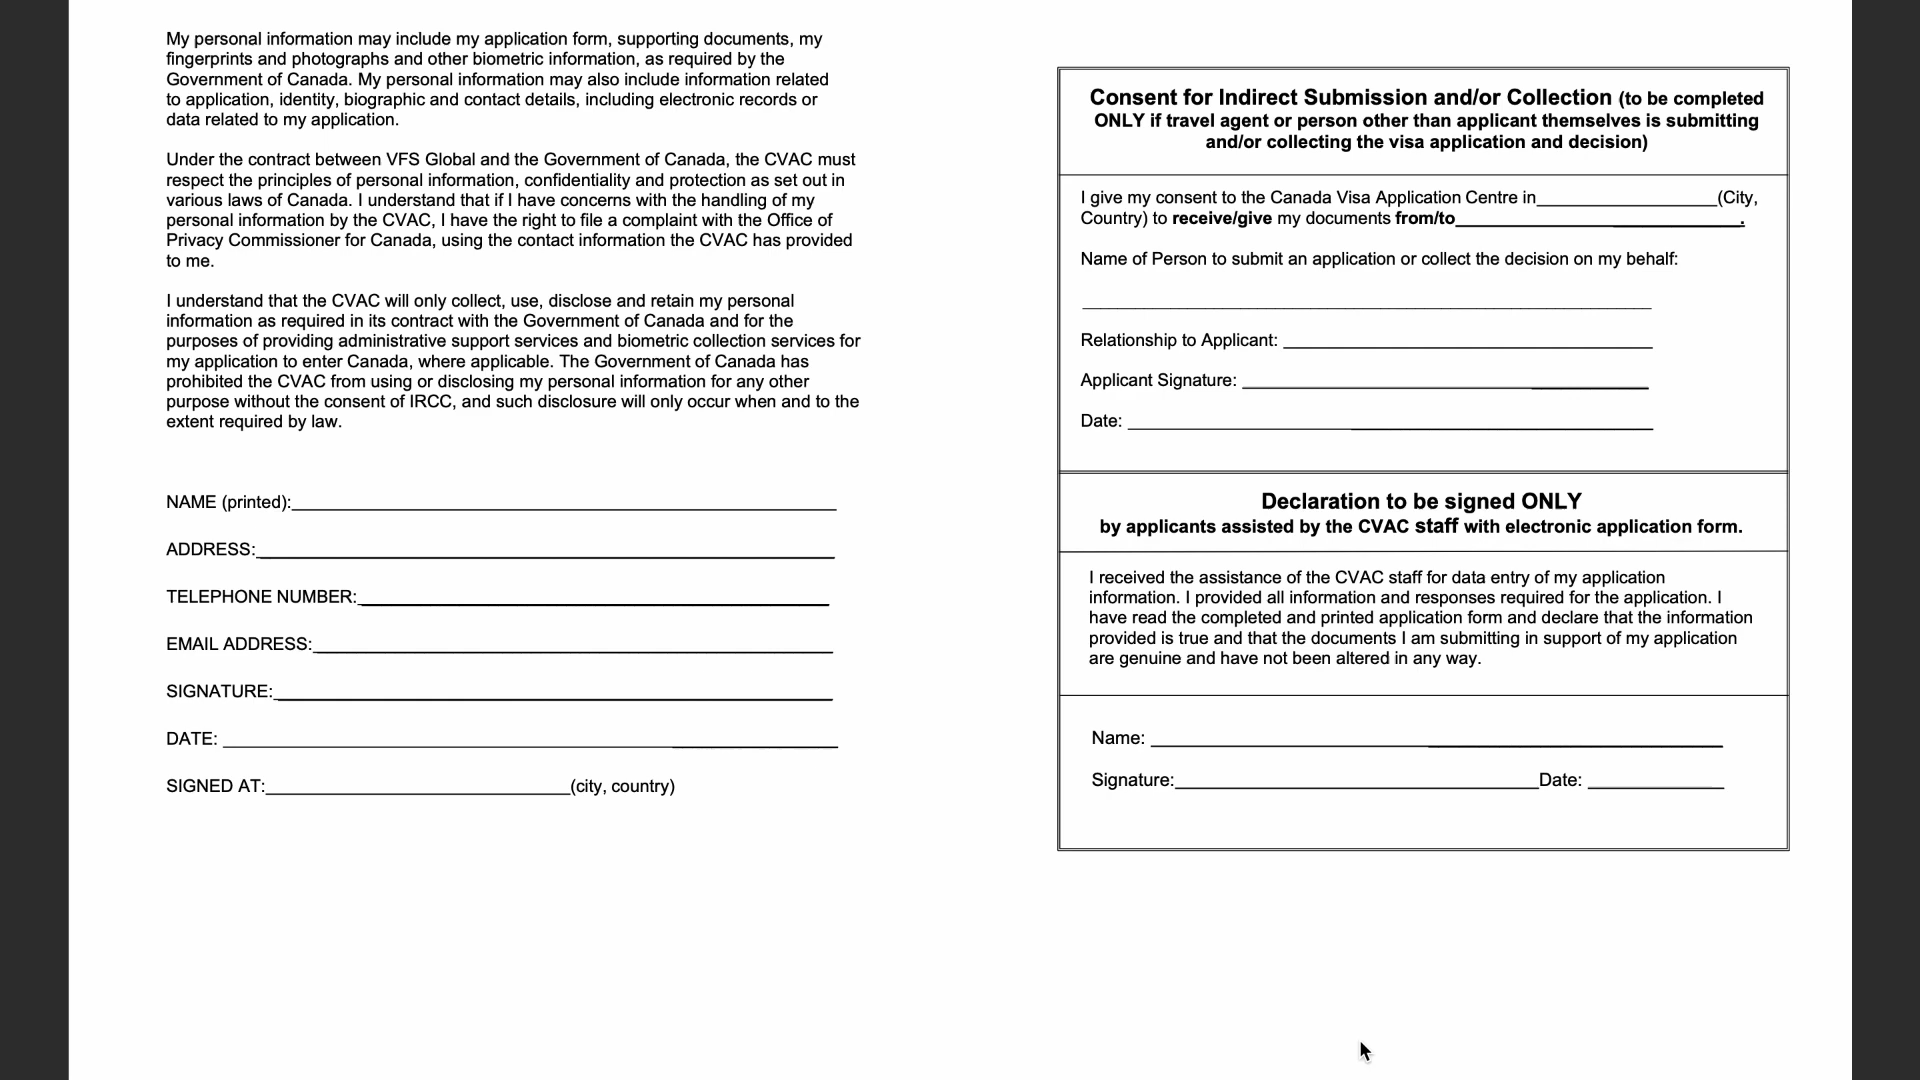 My personal information may include my application form, supporting documents, my
fingerprints and photographs and other biometric information, as required by the
Government of Canada. My personal information may also include information related
to application, identity, biographic and contact details, including electronic records or
data related to my application.
Under the contract between VFS Global and the Government of Canada, the CVAC must
respect the principles of personal information, confidentiality and protection as set out in
various laws of Canada. I understand that if I have concerns with the handling of my
personal information by the CVAC, I have the right to file a complaint with the Office of
Privacy Commissioner for Canada, using the contact information the CVAC has provided
to me.
I understand that the CVAC will only collect, use, disclose and retain my personal
information as required in its contract with the Government of Canada and for the
purposes of providing administrative support services and biometric collection services for
my application to enter Canada, where applicable. The Government of Canada has
prohibited the CVAC from using or disclosing my personal information for any other
purpose without the consent of IRCC, and such disclosure will only occur when and to the
extent required by law.
NAME (printed):
ADDRESS:
TELEPHONE NUMBER:
EMAIL ADDRESS:
SIGNATURE:
DATE:
SIGNED AT: (city, country)
Consent for Indirect Submission and/or Collection (to be completed
ONLY if travel agent or person other than applicant themselves is submitting
and/or collecting the visa application and decision)
I give my consent to the Canada Visa Application Centre in (City,
Country) to receive/give my documents from/to .
Name of Person to submit an application or collect the decision on my behalf:
Relationship to Applicant:
Applicant Signature:
Date:
Declaration to be signed ONLY
by applicants assisted by the CVAC staff with electronic application form.
I received the assistance of the CVAC staff for data entry of my application
information. I provided all information and responses required for the application. I
have read the completed and printed application form and declare that the information
provided is true and that the documents I am submitting in support of my application
are genuine and have not been altered in any way.
Name:
Signature: Date: